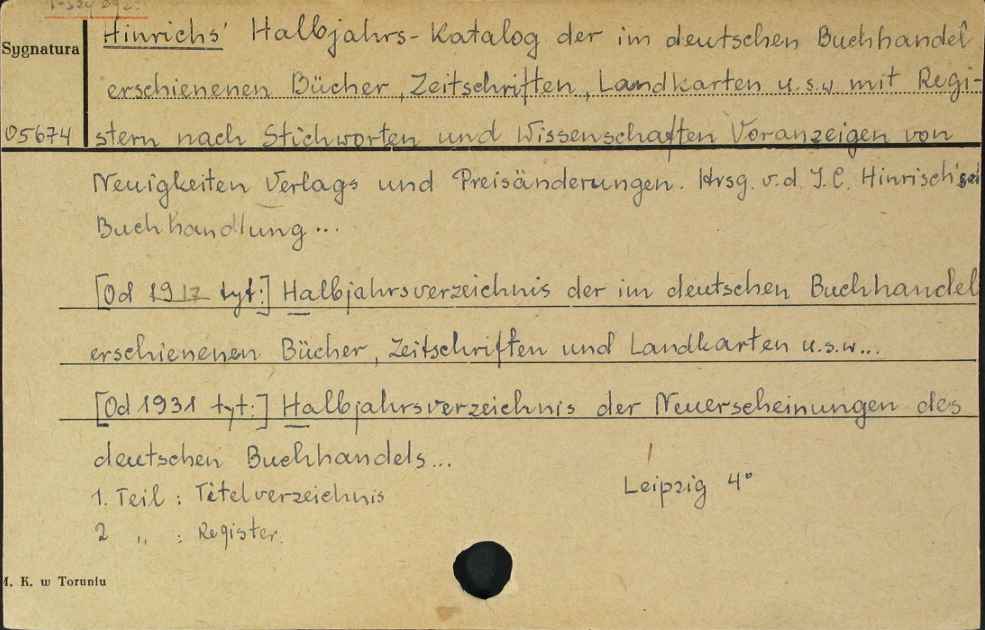 Hinrichs' Halbjahrs-Katalog der im deutschen Buchhandel
Sygnatura
erschienenen Bücher, Zeitschriften, Landkarten u.s.w mit Regi-
05674 stern nach Stichworten und Wissenschaften Voranzeigen von
Neuigkeiten Verlags und Preisänderungen. Hrsg. v.d. J.C. Hinrisch'
Buchhandlung...
[Od 1917 tyt:] Halbjahrsverzeichnis der im deutschen Buchhandel
erschienenen Bücher, Zeitschriften und Landkarten u.s.w...
[Od 1931 tyt:] Halbjahrsverzeichnis der Neuerscheinungen des
deutschen Buchhandels...
1. Teil : Titelverzeichnis
Leipzig 4°
2 " : Register.
M. K. w Toruniu